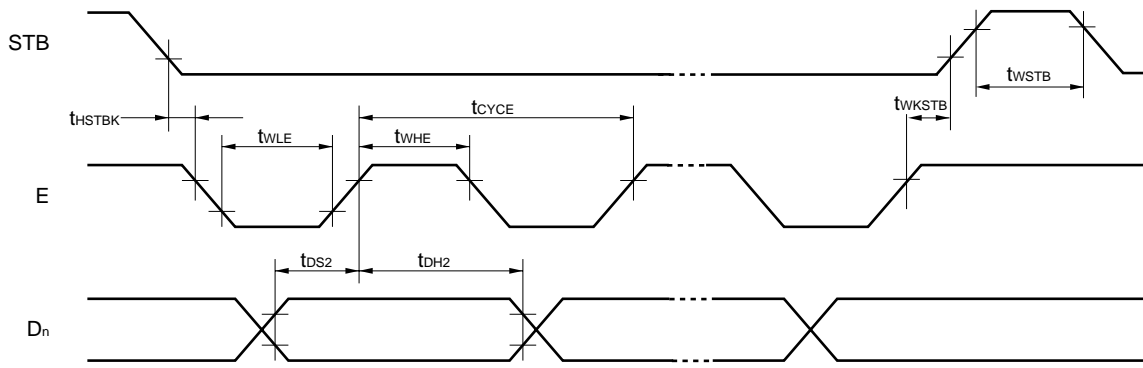 STB
tWSTB
tCYCE
tWKSTB
tHSTBK
tWLE
tWHE
E
tDS2
tDH2
Dn